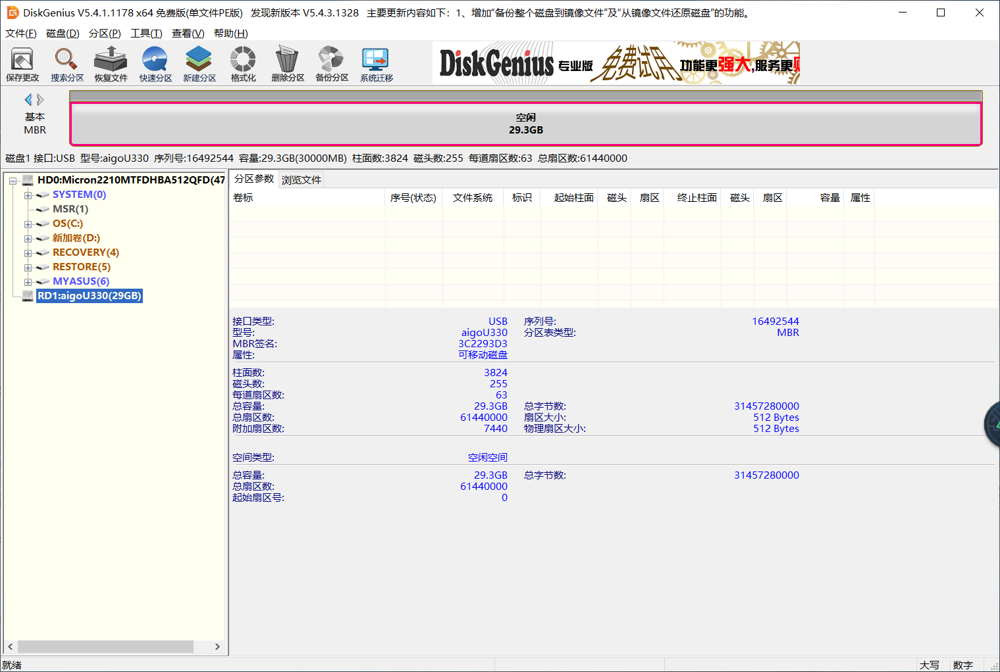 DiskGenius V5.4.1.1178 x64 免费版(单文件PE版)   发现新版本 V5.4.3.1328   主要更新内容如下：1、增加“备份整个磁盘到镜像文件”及“从镜像文件还原磁盘”的功能。
文件(F) 磁盘(D) 分区(P) 工具(T) 查看(V) 帮助(H)
保存更改 搜索分区 恢复文件 快速分区 新建分区 格式化 删除分区 备份分区 系统迁移
DiskGenius 专业版 免费试用 功能更强大,服务更
基本
MBR
空闲
29.3GB
磁盘1 接口:USB 型号:aigoU330 序列号:16492544 容量:29.3GB(30000MB) 柱面数:3824 磁头数:255 每道扇区数:63 总扇区数:61440000
HD0:Micron2210MTFDHBA512QFD(47
SYSTEM(0)
MSR(1)
OS(C:)
新加卷(D:)
RECOVERY(4)
RESTORE(5)
MYASUS(6)
RD1:aigoU330(29GB)
分区参数 浏览文件
卷标 序号(状态) 文件系统 标识 起始柱面 磁头 扇区 终止柱面 磁头 扇区 容量 属性
接口类型: USB 序列号: 16492544
型号: aigoU330 分区表类型: MBR
MBR签名: 3C2293D3
属性: 可移动磁盘
柱面数: 3824
磁头数: 255
每道扇区数: 63
总容量: 29.3GB 总字节数: 31457280000
总扇区数: 61440000 扇区大小: 512 Bytes
附加扇区数: 7440 物理扇区大小: 512 Bytes
空间类型: 空闲空间
总容量: 29.3GB 总字节数: 31457280000
总扇区数: 61440000
起始扇区号: 0
就绪 大写 数字